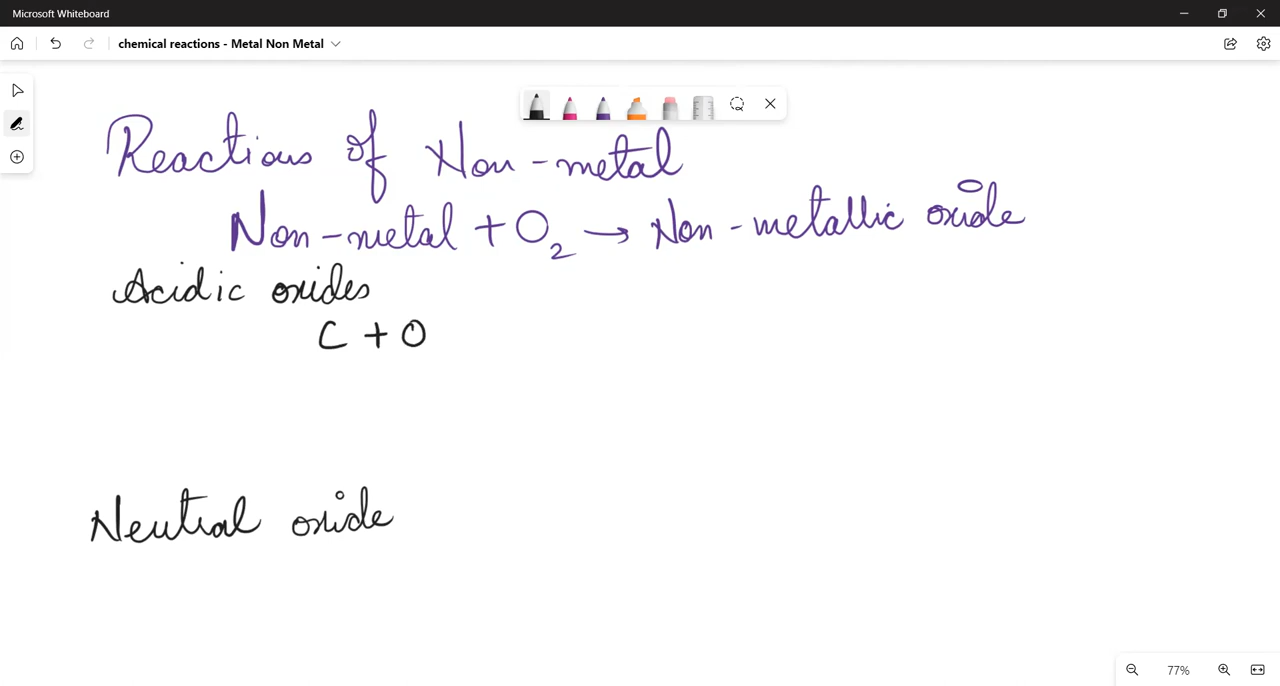 Microsoft Whiteboard
chemical reactions - Metal Non Metal
Reactions of Non-metal
Non-metal + O₂ → Non-metallic oxide
Acidic oxides
C + O
Neutral oxide
77%